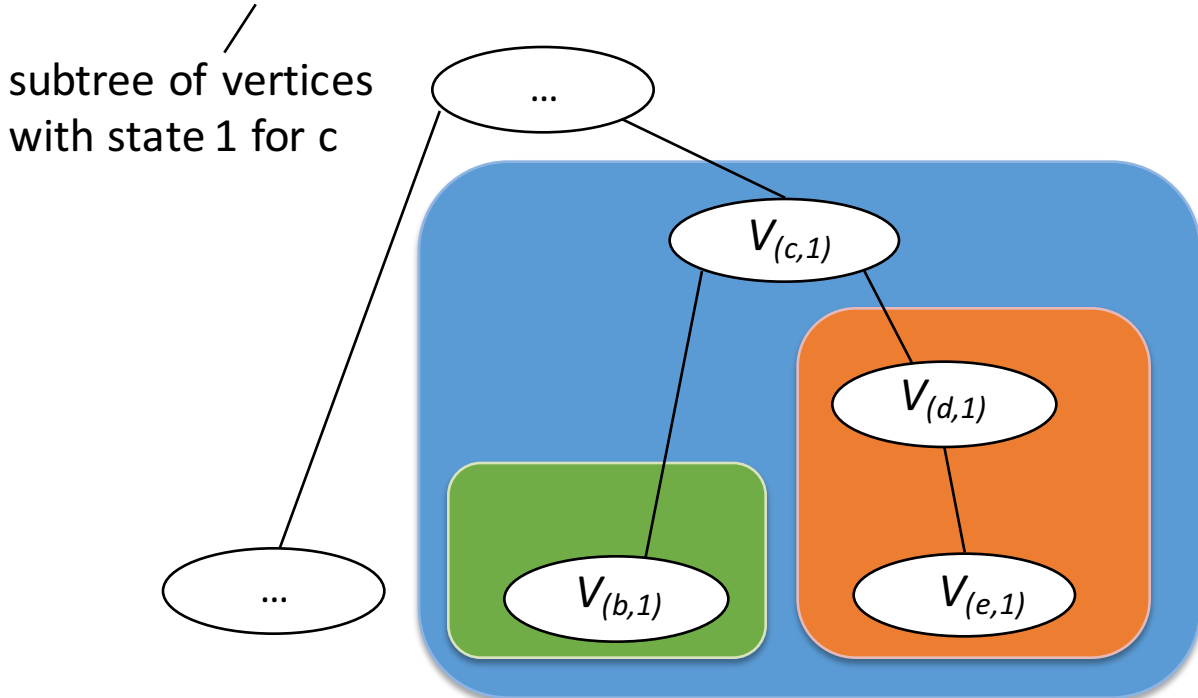 subtree of vertices
with state 1 for c
...
V(c,1)
V(d,1)
...
V(b,1)
V(e,1)